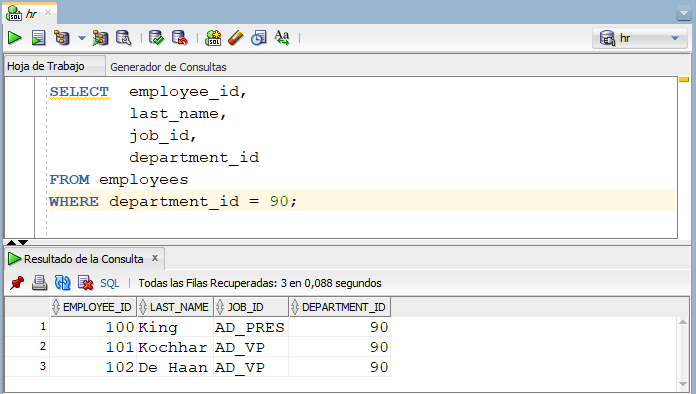 hr
hr
Hoja de Trabajo Generador de Consultas
SELECT employee_id,
last_name,
job_id,
department_id
FROM employees
WHERE department_id = 90;
Resultado de la Consulta x
SQL | Todas las Filas Recuperadas: 3 en 0,088 segundos
EMPLOYEE_ID LAST_NAME JOB_ID DEPARTMENT_ID
1 100 King AD_PRES 90
2 101 Kochhar AD_VP 90
3 102 De Haan AD_VP 90